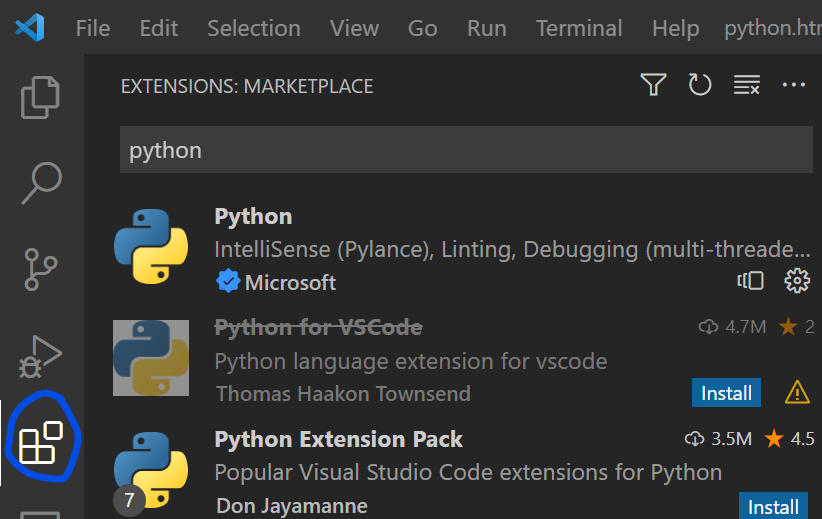 File Edit Selection View Go Run Terminal Help python.htm
EXTENSIONS: MARKETPLACE
python
Python
IntelliSense (Pylance), Linting, Debugging (multi-threade...
Microsoft
Python for VSCode 4.7M 2
Python language extension for vscode
Thomas Haakon Townsend Install
Python Extension Pack 3.5M 4.5
Popular Visual Studio Code extensions for Python
7 Don Jayamanne Install